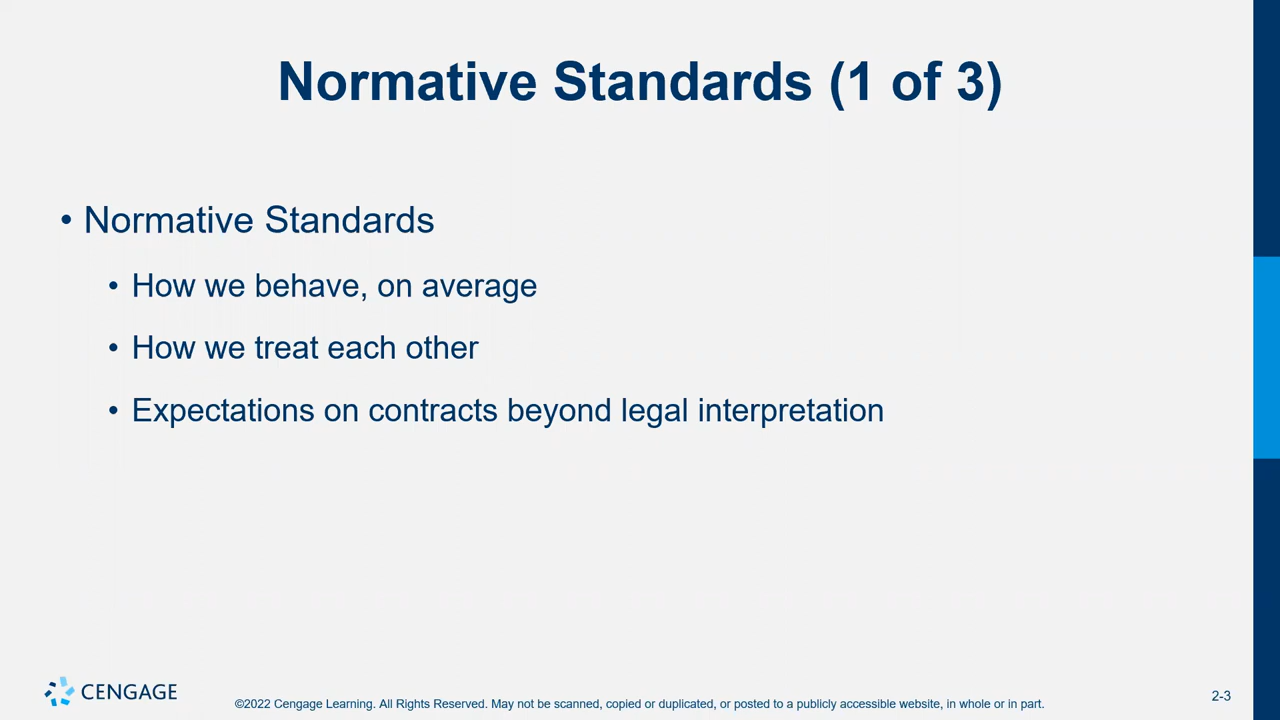 Normative Standards (1 of 3)
• Normative Standards
• How we behave, on average
• How we treat each other
• Expectations on contracts beyond legal interpretation
CENGAGE
©2022 Cengage Learning. All Rights Reserved. May not be scanned, copied or duplicated, or posted to a publicly accessible website, in whole or in part.
2-3